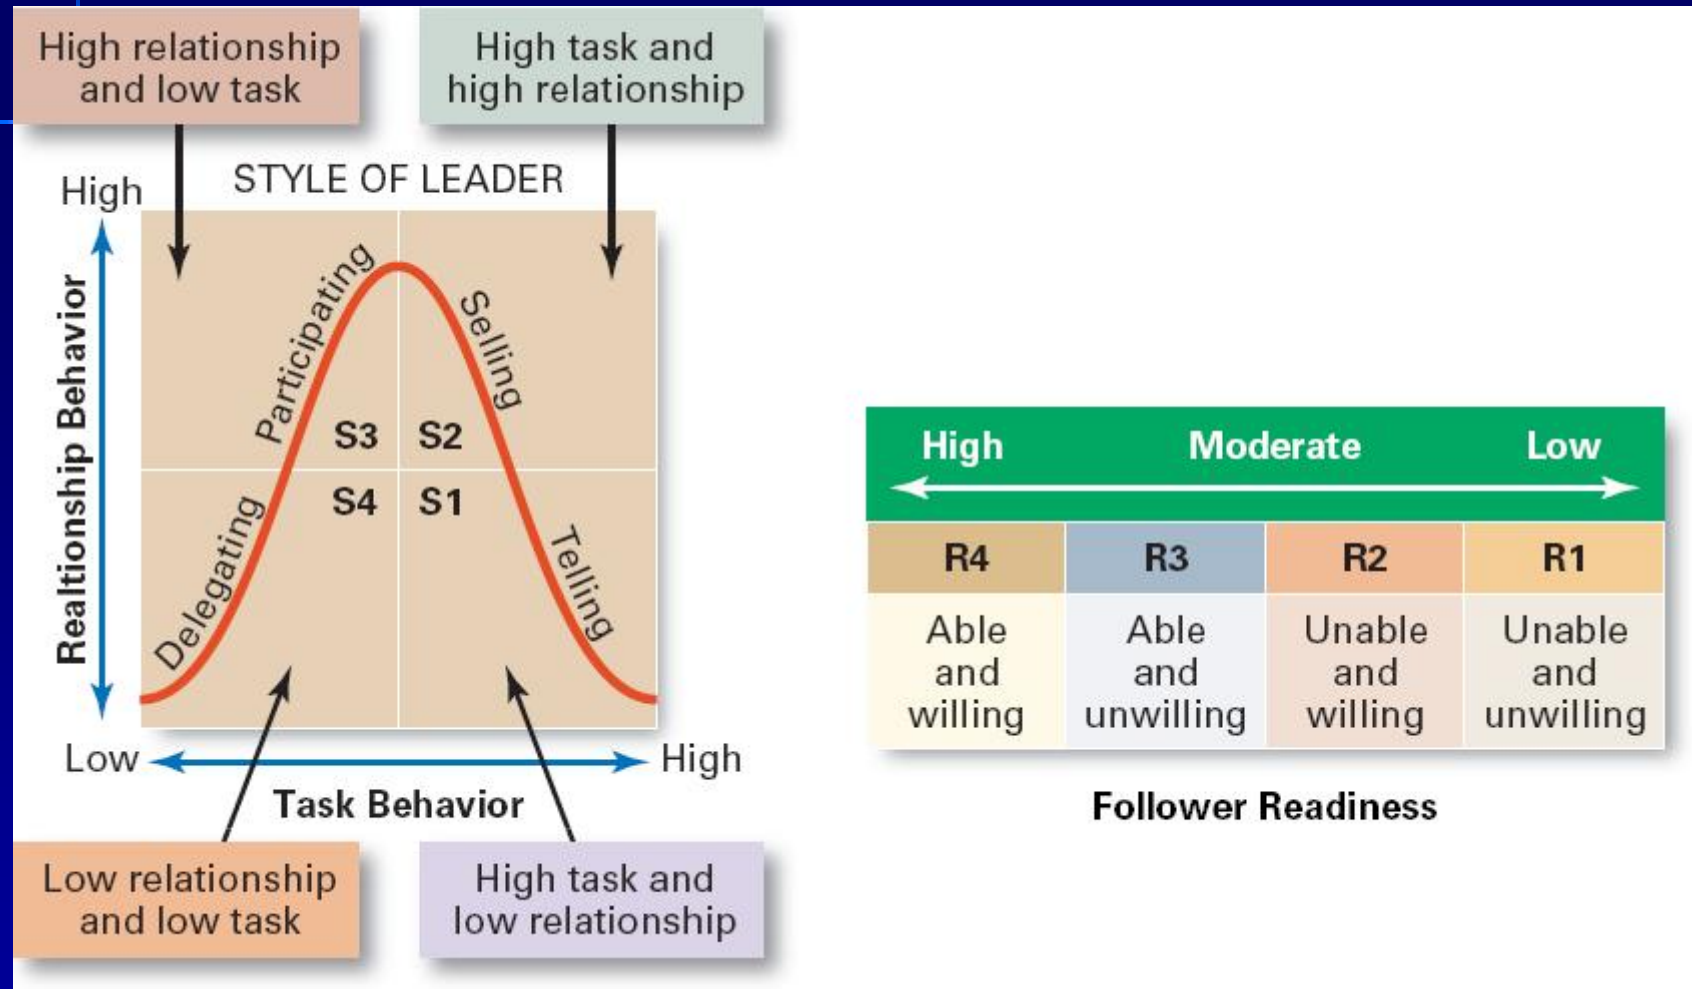 High relationship
and low task
High task and
high relationship
STYLE OF LEADER
High
Realtionship Behavior
Participating
Selling
S3
S2
S4
S1
Delegating
Telling
Low
High
Task Behavior
Low relationship
and low task
High task and
low relationship
High
Moderate
Low
R4
R3
R2
R1
Able
and
willing
Able
and
unwilling
Unable
and
willing
Unable
and
unwilling
Follower Readiness